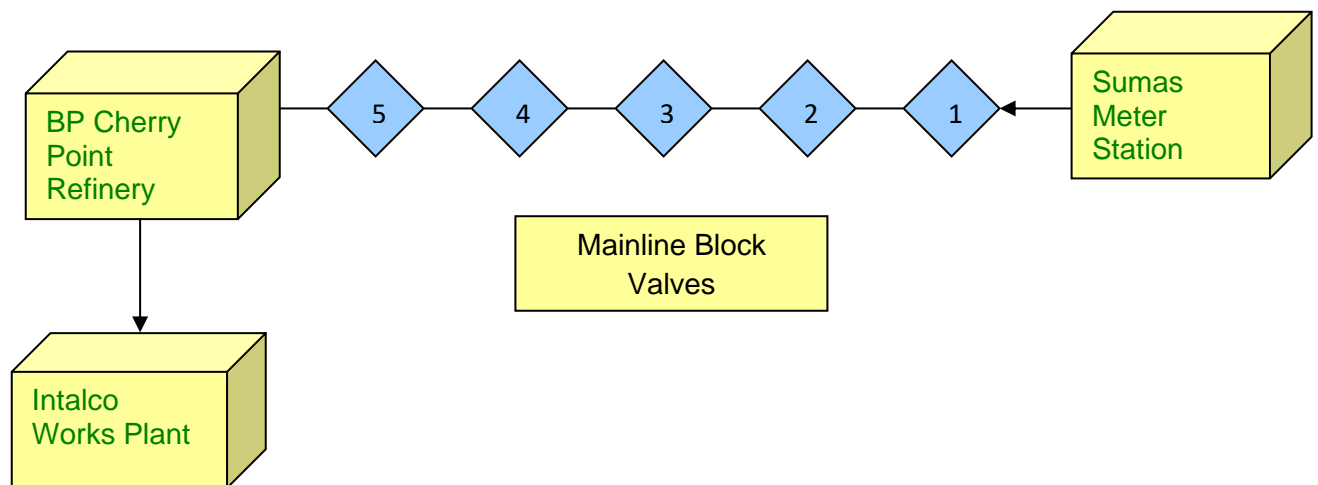 BP Cherry
Point
Refinery
5
4
3
2
1
Sumas
Meter
Station
Mainline Block
Valves
Intalco
Works Plant